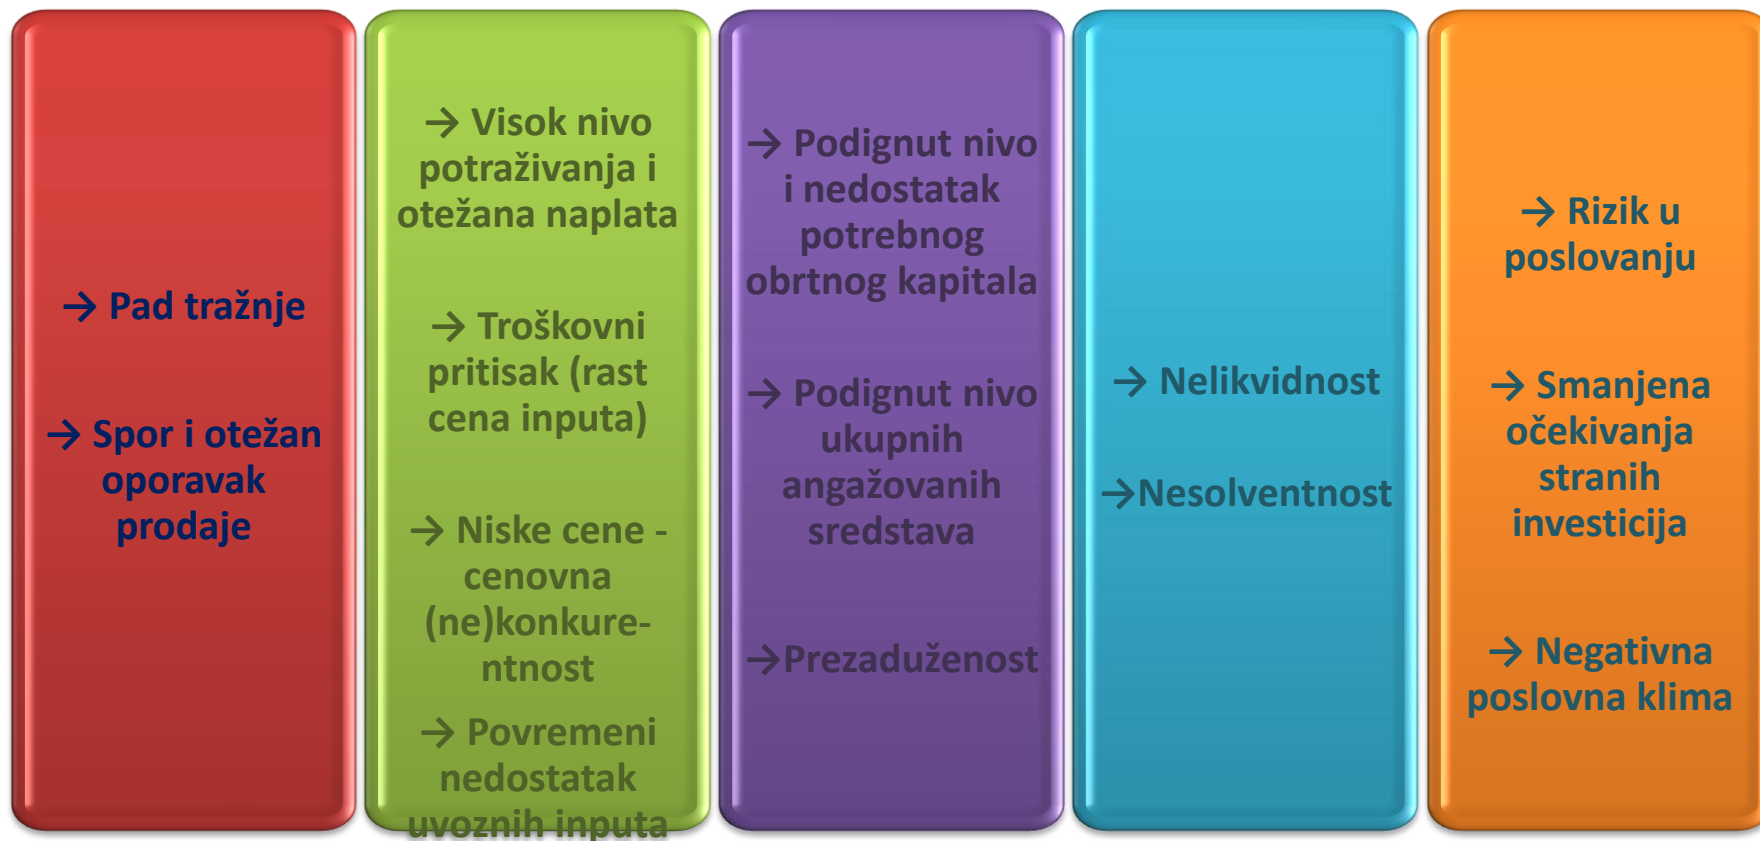 → Pad tražnje
→ Spor i otežan
oporavak
prodaje
→ Visok nivo
potraživanja i
otežana naplata
→ Troškovni
pritisak (rast
cena inputa)
→ Niske cene -
cenovna
(ne)konkure-
ntnost
→ Povremeni
nedostatak
uvoznih inputa
→ Podignut nivo
i nedostatak
potrebnog
obrtnog kapitala
→ Podignut nivo
ukupnih
angažovanih
sredstava
→Prezaduženost
→ Nelikvidnost
→Nesolventnost
→ Rizik u
poslovanju
→ Smanjena
očekivanja
stranih
investicija
→ Negativna
poslovna klima